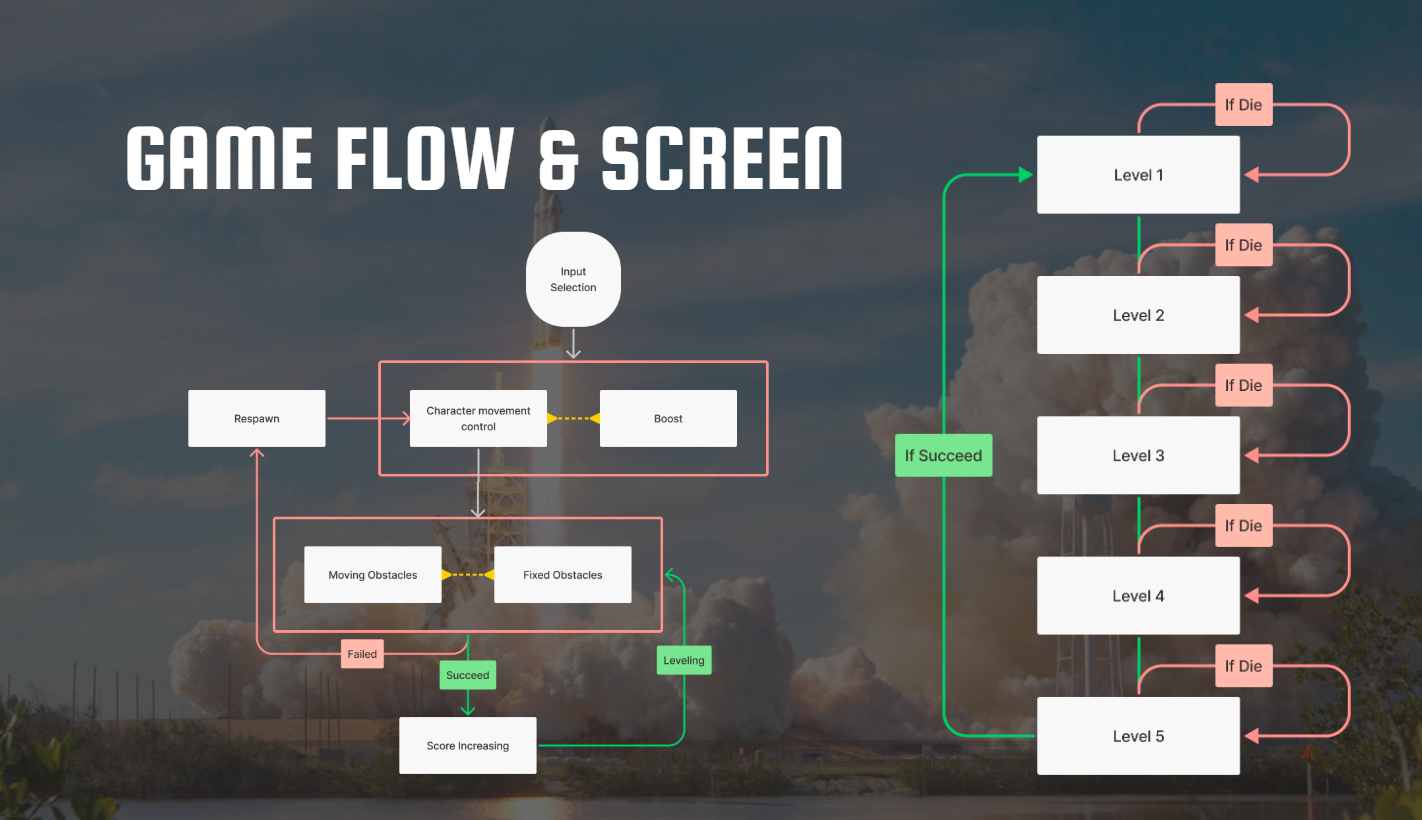 GAME FLOW & SCREEN
Input
Selection
Respawn
Character movement
control
Boost
Moving Obstacles
Fixed Obstacles
Failed
Succeed
Leveling
Score Increasing
If Die
Level 1
If Die
Level 2
If Die
Level 3
If Succeed
If Die
Level 4
If Die
Level 5